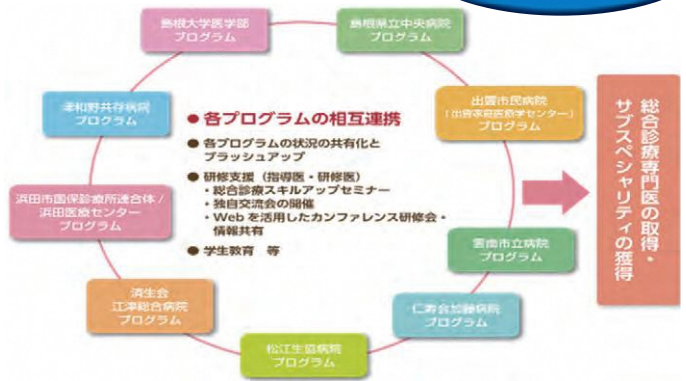 島根大学医学部
プログラム
島根県立中央病院
プログラム
津和野共存病院
プログラム
出雲市民病院
（出雲家庭医療学センター）
プログラム
● 各プログラムの相互連携
● 各プログラムの状況の共有化と
ブラッシュアップ
● 研修支援（指導医・研修医）
・総合診療スキルアップセミナー
・独自交流会の開催
・Web を活用したカンファレンス研修会・
情報共有
● 学生教育　等
浜田市国保診療所連合体/
浜田医療センター
プログラム
雲南市立病院
プログラム
済生会
江津総合病院
プログラム
仁寿会加藤病院
プログラム
松江生協病院
プログラム
総合診療専門医の取得・
サブスペシャリティの獲得